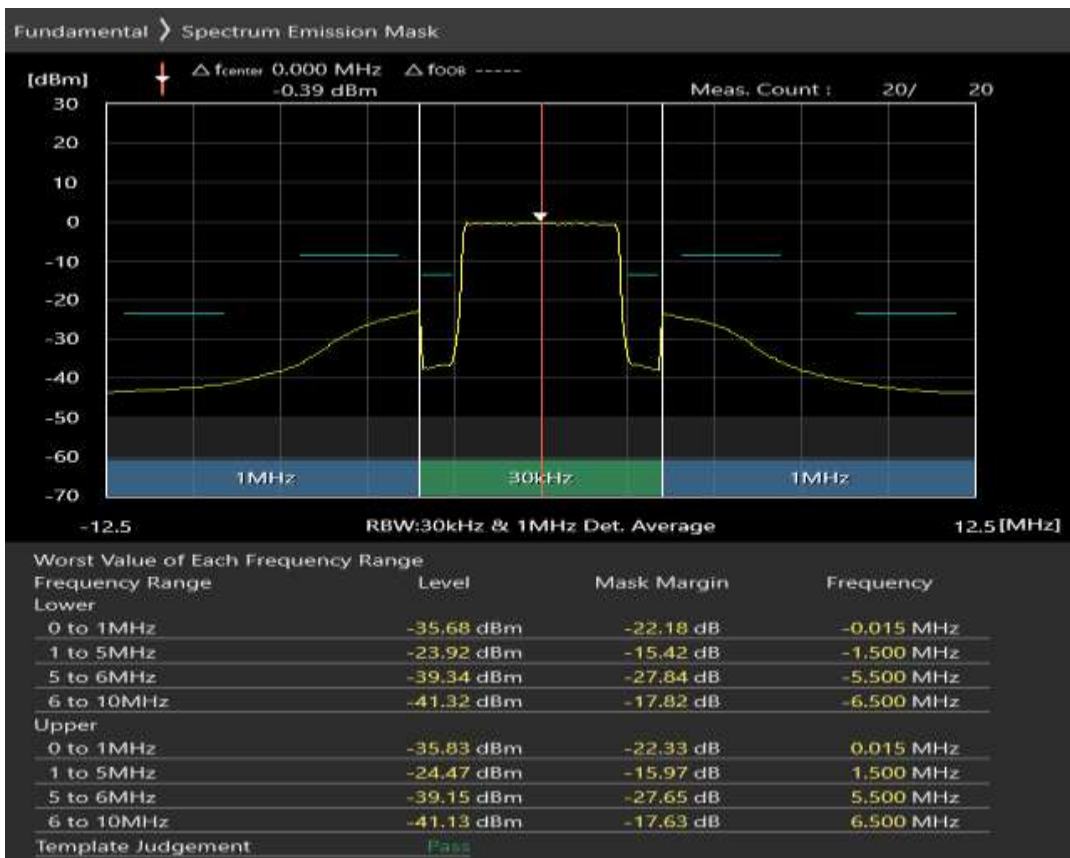 Fundamental ❯ Spectrum Emission Mask
[dBm] △ fcenter 0.000 MHz △ fOOB -----
-0.39 dBm Meas. Count : 20/ 20
30
20
10
0
-10
-20
-30
-40
-50
-60
1MHz 30kHz 1MHz
-70
-12.5 RBW:30kHz & 1MHz Det. Average 12.5 [MHz]
Worst Value of Each Frequency Range
Frequency Range Level Mask Margin Frequency
Lower
0 to 1MHz -35.68 dBm -22.18 dB -0.015 MHz
1 to 5MHz -23.92 dBm -15.42 dB -1.500 MHz
5 to 6MHz -39.34 dBm -27.84 dB -5.500 MHz
6 to 10MHz -41.32 dBm -17.82 dB -6.500 MHz
Upper
0 to 1MHz -35.83 dBm -22.33 dB 0.015 MHz
1 to 5MHz -24.47 dBm -15.97 dB 1.500 MHz
5 to 6MHz -39.15 dBm -27.65 dB 5.500 MHz
6 to 10MHz -41.13 dBm -17.63 dB 6.500 MHz
Template Judgement Pass